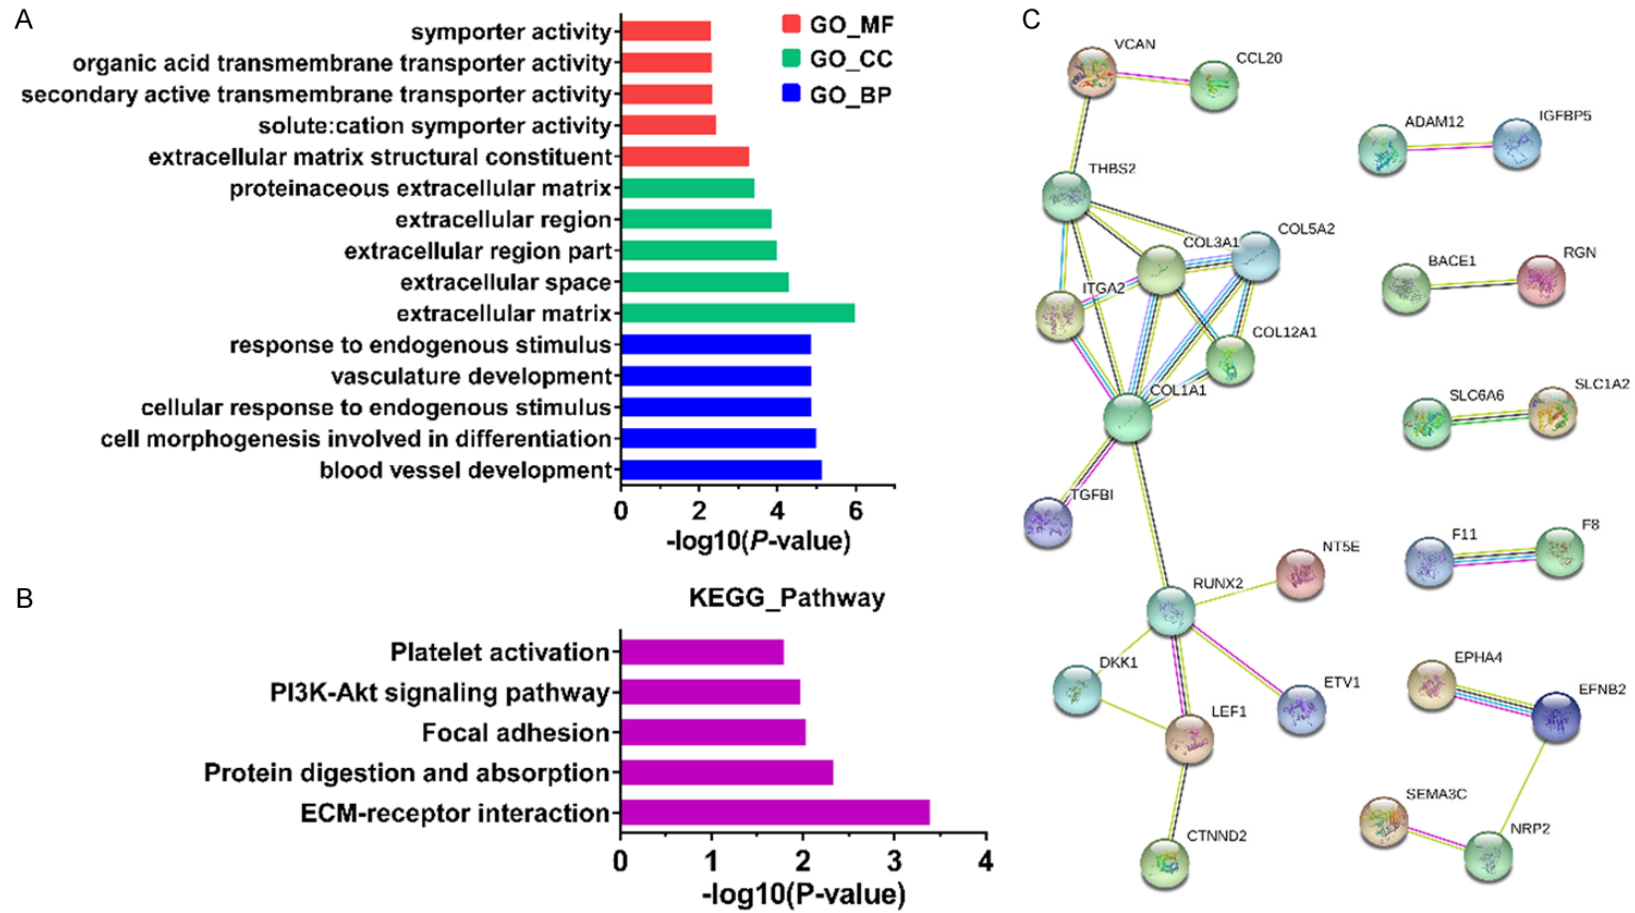 A
symporter activity
organic acid transmembrane transporter activity
secondary active transmembrane transporter activity
solute:cation symporter activity
extracellular matrix structural constituent
proteinaceous extracellular matrix
extracellular region
extracellular region part
extracellular space
extracellular matrix
response to endogenous stimulus
vasculature development
cellular response to endogenous stimulus
cell morphogenesis involved in differentiation
blood vessel development
0 2 4 6
-log10(P-value)
GO_MF
GO_CC
GO_BP
B
KEGG_Pathway
Platelet activation
PI3K-Akt signaling pathway
Focal adhesion
Protein digestion and absorption
ECM-receptor interaction
0 1 2 3 4
-log10(P-value)
C
VCAN
CCL20
THBS2
COL3A1
COL5A2
ITGA2
COL12A1
COL1A1
TGFBI
NT5E
RUNX2
DKK1
ETV1
LEF1
CTNND2
ADAM12
IGFBP5
BACE1
RGN
SLC6A6
SLC1A2
F11
F8
EPHA4
EFNB2
SEMA3C
NRP2